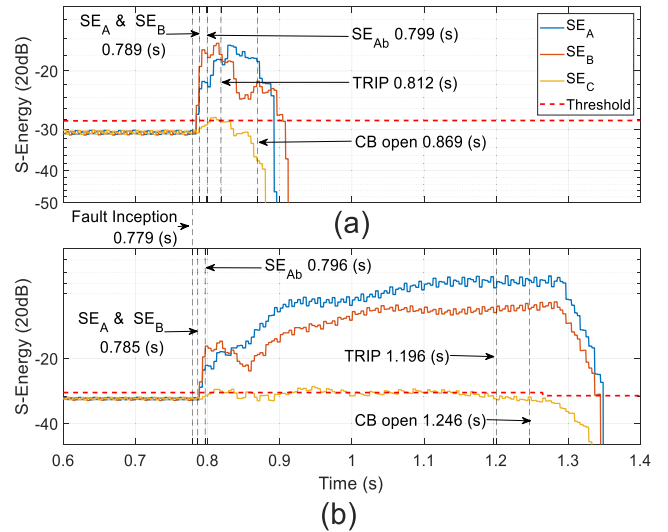 SE_A & SE_B
0.789 (s)
SE_Ab 0.799 (s)
TRIP 0.812 (s)
CB open 0.869 (s)
SE_A
SE_B
SE_C
Threshold
S-Energy (20dB)
-20
-30
-40
-50
(a)
Fault Inception
0.779 (s)
SE_Ab 0.796 (s)
SE_A & SE_B
0.785 (s)
TRIP 1.196 (s)
CB open 1.246 (s)
S-Energy (20dB)
-20
-40
0.6 0.7 0.8 0.9 1 1.1 1.2 1.3 1.4
Time (s)
(b)